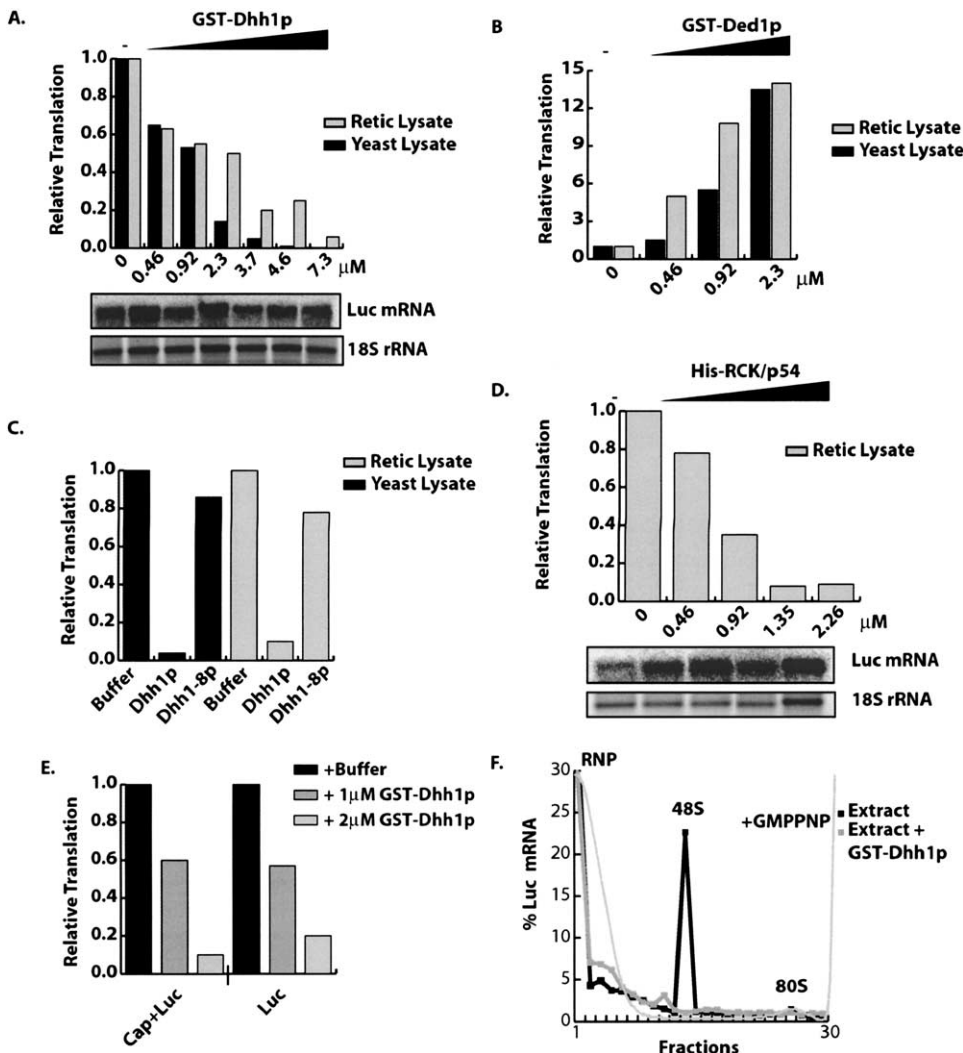 A.
GST-Dhh1p
-
Relative Translation
1.0
0.8
0.6
0.4
0.2
0.0
Retic Lysate
Yeast Lysate
0
0.46
0.92
2.3
3.7
4.6
7.3
μM
Luc mRNA
18S rRNA
B
GST-Ded1p
-
Relative Translation
15
12
9
6
3
0
Retic Lysate
Yeast Lysate
0
0.46
0.92
2.3
μM
C.
Relative Translation
1.0
0.8
0.6
0.4
0.2
0.0
Retic Lysate
Yeast Lysate
Buffer
Dhh1p
Dhh1-8p
Buffer
Dhh1p
Dhh1-8p
D.
His-RCK/p54
-
Relative Translation
1.0
0.8
0.6
0.4
0.2
0.0
Retic Lysate
0
0.46
0.92
1.35
2.26
μM
Luc mRNA
18S rRNA
E.
Relative Translation
1.0
0.8
0.6
0.4
0.2
0.0
+Buffer
+ 1μM GST-Dhh1p
+ 2μM GST-Dhh1p
Cap+Luc
Luc
F.
RNP
% Luc mRNA
30
25
20
15
10
5
0
48S
+GMPPNP
Extract
Extract +
GST-Dhh1p
80S
1
30
Fractions